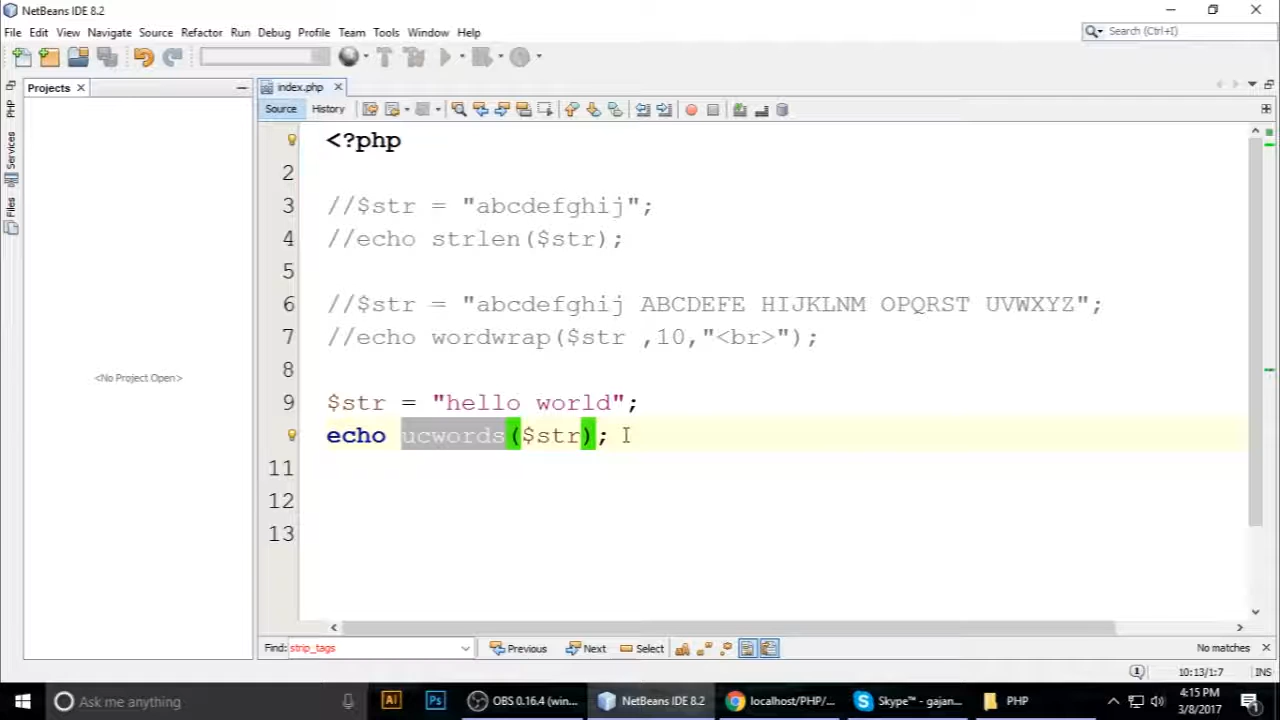 NetBeans IDE 8.2
File Edit View Navigate Source Refactor Run Debug Profile Team Tools Window Help
Search (Ctrl+I)
Projects
index.php
Source History
PHP
Services
Files
<No Project Open>
<?php
2
3 //$str = "abcdefghij";
4 //echo strlen($str);
5
6 //$str = "abcdefghij ABCDEFE HIJKLNM OPQRST UVWXYZ";
7 //echo wordwrap($str ,10,"<br>");
8
9 $str = "hello world";
echo ucwords($str);
11
12
13
Find: strip_tags Previous Next Select No matches
10:13/1:7 INS
Ask me anything Ai Ps OBS 0.16.4 (win... NetBeans IDE 8.2 localhost/PHP/... Skype™ - gajan... PHP 4:15 PM
3/8/2017 1